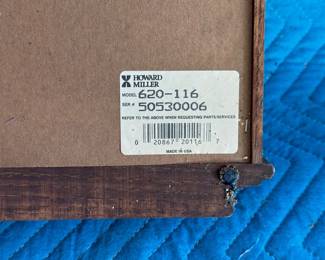 HOWARD
MILLER
MODEL 620-116
SER # 50530006
REFER TO THE ABOVE WHEN REQUESTING PARTS/SERVICES
0 20867 20116 7
MADE IN USA